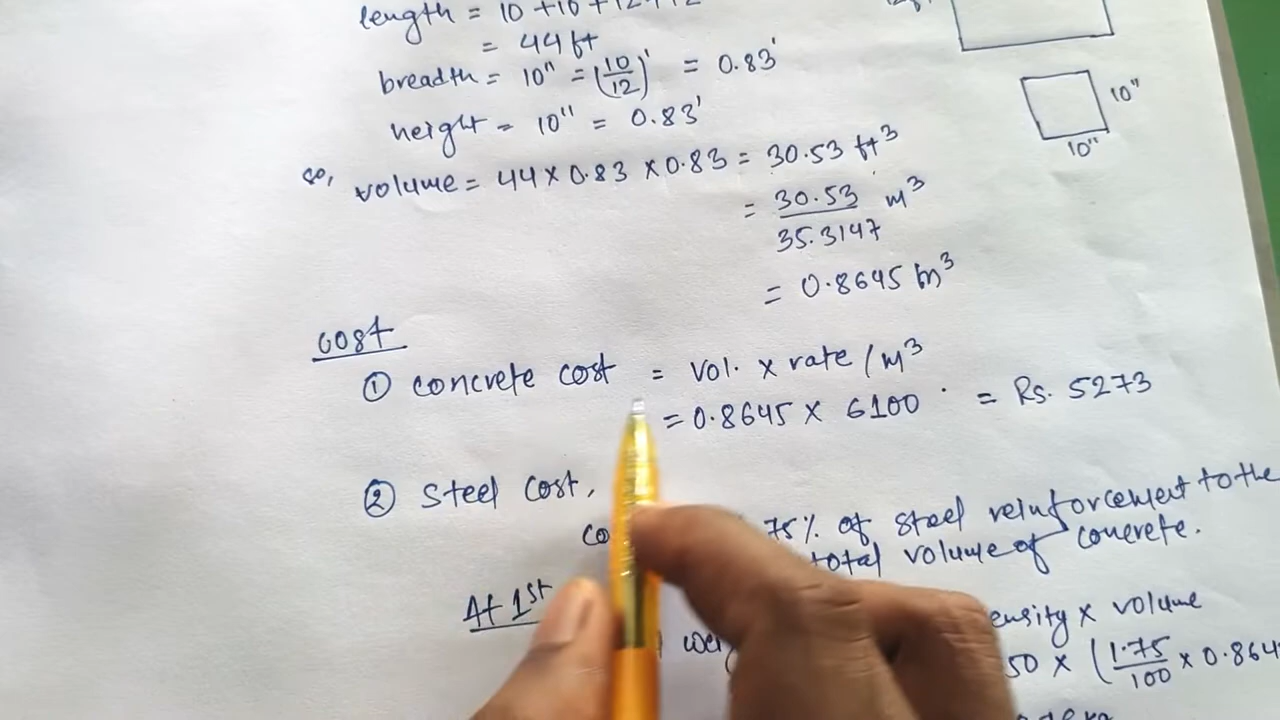 length = 10 + 10 + 12 + 12
= 44 ft
breadth = 10" = (10/12)' = 0.83'
height = 10" = 0.83'
so, volume = 44 x 0.83 x 0.83 = 30.53 ft³
= 30.53 / 35.3147 m³
= 0.8645 m³
10"
10"
cost
① concrete cost = vol. x rate / m³
= 0.8645 x 6100 = Rs. 5273
② steel cost,
75% of steel reinforcement to the
total volume of concrete.
At 1st
ensity x volume
50 x (1.75/100 x 0.864